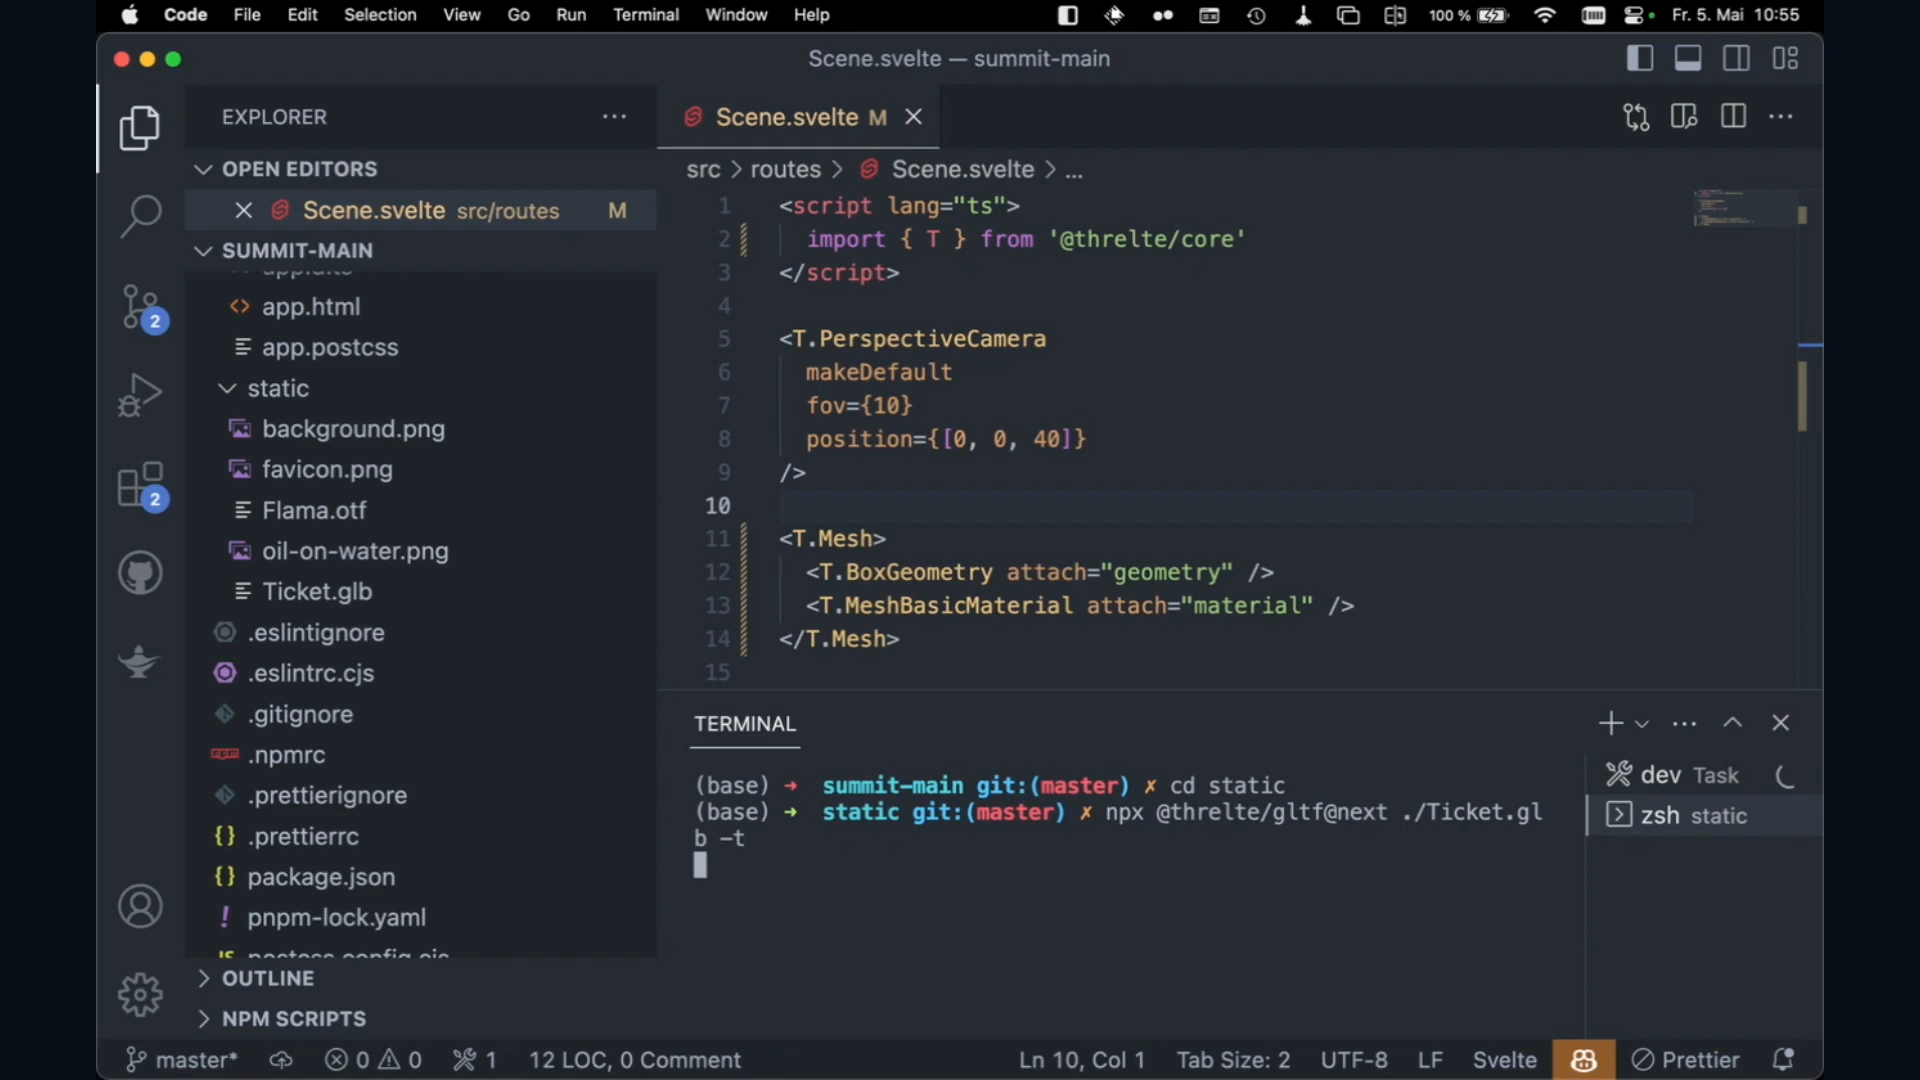 Code File Edit Selection View Go Run Terminal Window Help 100 % Fr. 5. Mai 10:55
Scene.svelte — summit-main
EXPLORER
Scene.svelte M
OPEN EDITORS
Scene.svelte src/routes M
SUMMIT-MAIN
app.html
app.postcss
static
background.png
favicon.png
Flama.otf
oil-on-water.png
Ticket.glb
.eslintignore
.eslintrc.cjs
.gitignore
.npmrc
.prettierignore
.prettierrc
package.json
pnpm-lock.yaml
OUTLINE
NPM SCRIPTS
2
2
src > routes > Scene.svelte > ...
1 <script lang="ts">
2 import { T } from '@threlte/core'
3 </script>
4
5 <T.PerspectiveCamera
6 makeDefault
7 fov={10}
8 position={[0, 0, 40]}
9 />
10
11 <T.Mesh>
12 <T.BoxGeometry attach="geometry" />
13 <T.MeshBasicMaterial attach="material" />
14 </T.Mesh>
15
TERMINAL
(base) ➜ summit-main git:(master) ✗ cd static
(base) ➜ static git:(master) ✗ npx @threlte/gltf@next ./Ticket.gl
b -t
dev Task
zsh static
master* 0 0 1 12 LOC, 0 Comment Ln 10, Col 1 Tab Size: 2 UTF-8 LF Svelte Prettier